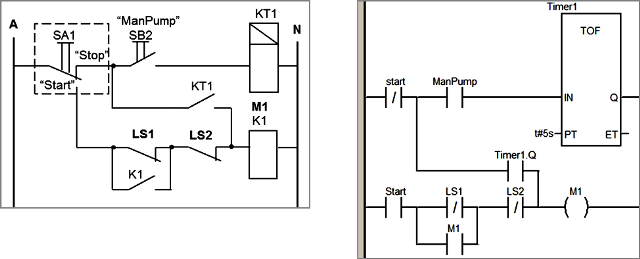 A
SA1
"Stop"
"Start"
"ManPump"
SB2
KT1
N
KT1
M1
K1
LS1
LS2
K1
Timer1
TOF
start
ManPump
IN
Q
t#5s
PT
ET
Timer1.Q
Start
LS1
LS2
M1
M1